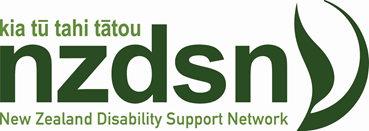 kia tū tahi tātou
nzdsn
New Zealand Disability Support Network